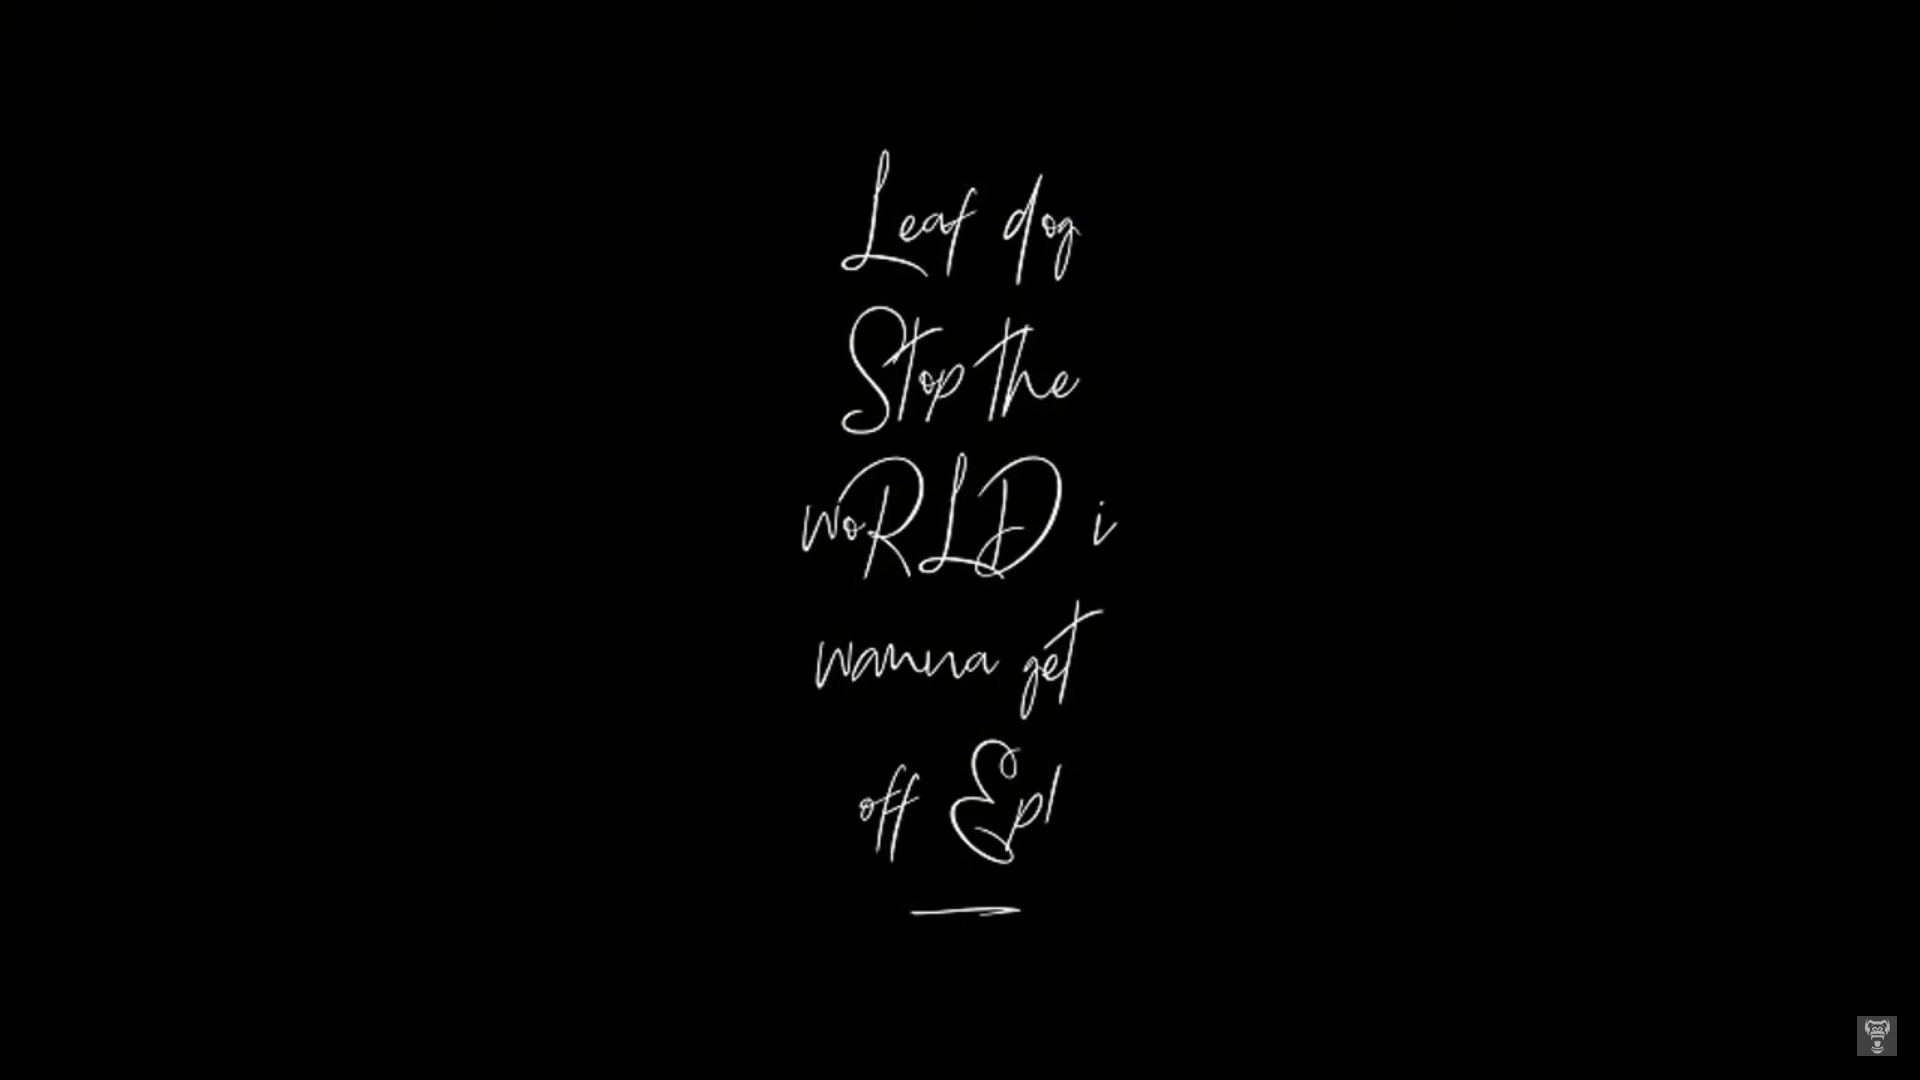 Leaf dog
Stop the
woRLD i
wanna get
off Ep1